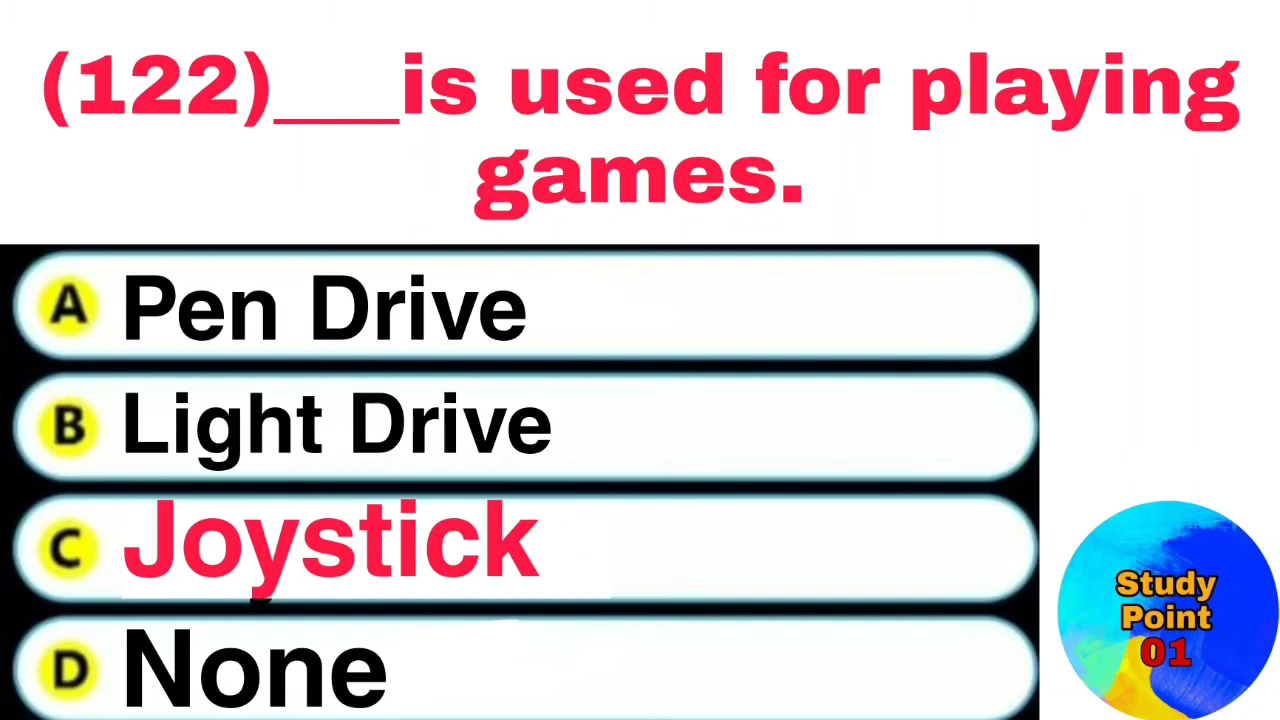 (122)___is used for playing
games.
A Pen Drive
B Light Drive
C Joystick
D None
Study
Point
01